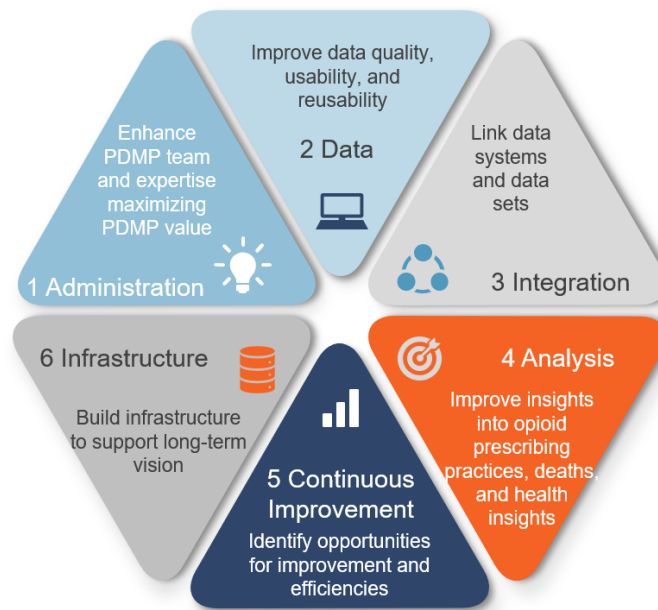 Enhance
PDMP team
and expertise
maximizing
PDMP value
1 Administration
Improve data quality,
usability, and
reusability
2 Data
Link data
systems
and data
sets
3 Integration
4 Analysis
Improve insights
into opioid
prescribing
practices, deaths,
and health
insights
5 Continuous
Improvement
Identify opportunities
for improvement and
efficiencies
6 Infrastructure
Build infrastructure
to support long-term
vision